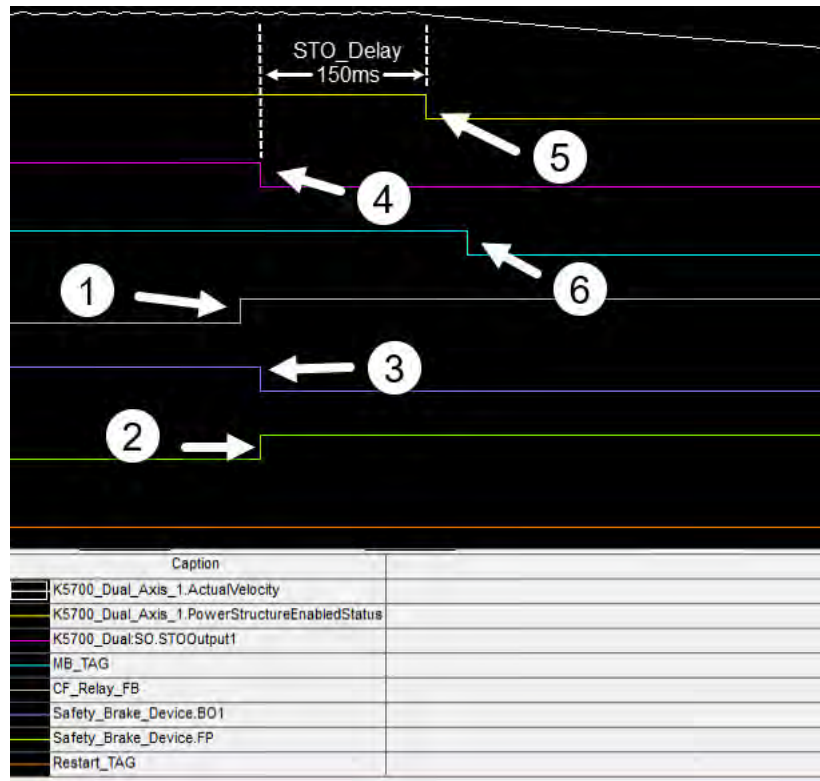 STO_Delay
150ms
5
4
1
6
3
2
Caption
K5700_Dual_Axis_1.ActualVelocity
K5700_Dual_Axis_1.PowerStructureEnabledStatus
K5700_Dual:SO.STOOutput1
MB_TAG
CF_Relay_FB
Safety_Brake_Device.BO1
Safety_Brake_Device.FP
Restart_TAG